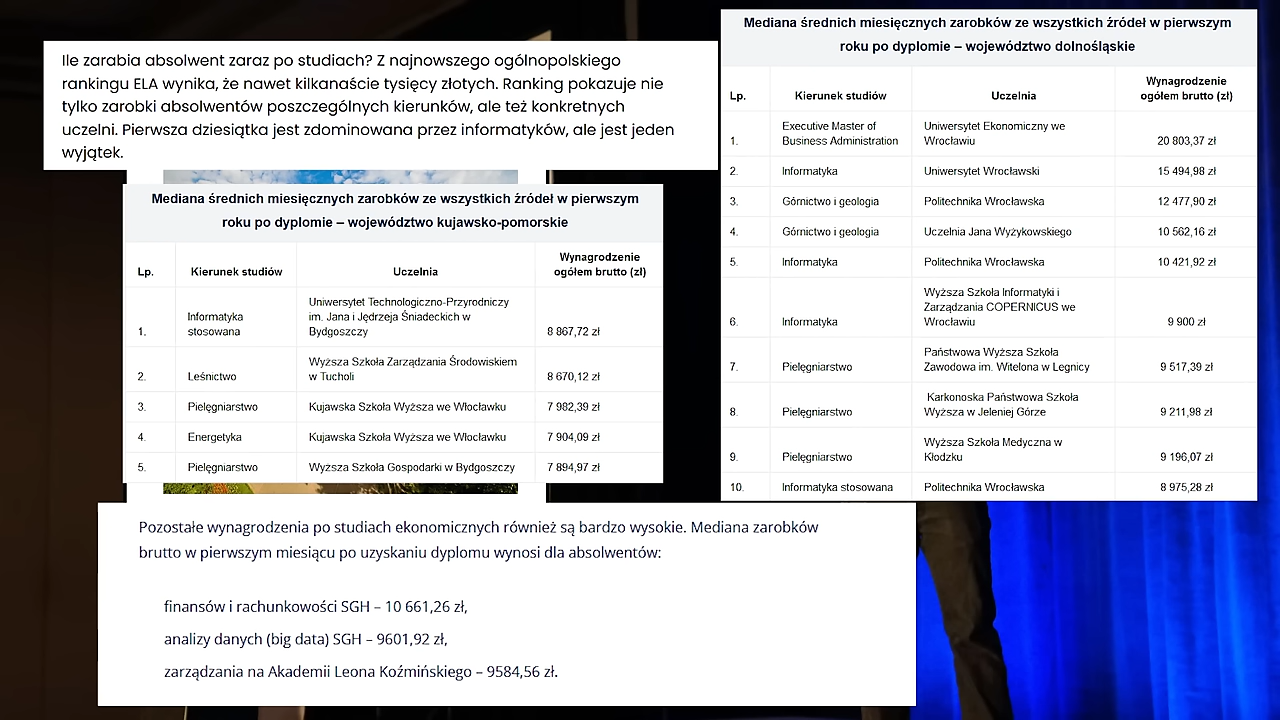 Ile zarabia absolwent zaraz po studiach? Z najnowszego ogólnopolskiego
rankingu ELA wynika, że nawet kilkanaście tysięcy złotych. Ranking pokazuje nie
tylko zarobki absolwentów poszczególnych kierunków, ale też konkretnych
uczelni. Pierwsza dziesiątka jest zdominowana przez informatyków, ale jest jeden
wyjątek.
Mediana średnich miesięcznych zarobków ze wszystkich źródeł w pierwszym
roku po dyplomie – województwo kujawsko-pomorskie
Lp. Kierunek studiów Uczelnia Wynagrodzenie
ogółem brutto (zł)
1. Informatyka
stosowana Uniwersytet Technologiczno-Przyrodniczy
im. Jana i Jędrzeja Śniadeckich w
Bydgoszczy 8 867,72 zł
2. Leśnictwo Wyższa Szkoła Zarządzania Środowiskiem
w Tucholi 8 670,12 zł
3. Pielęgniarstwo Kujawska Szkoła Wyższa we Włocławku 7 982,39 zł
4. Energetyka Kujawska Szkoła Wyższa we Włocławku 7 904,09 zł
5. Pielęgniarstwo Wyższa Szkoła Gospodarki w Bydgoszczy 7 894,97 zł
Mediana średnich miesięcznych zarobków ze wszystkich źródeł w pierwszym
roku po dyplomie – województwo dolnośląskie
Lp. Kierunek studiów Uczelnia Wynagrodzenie
ogółem brutto (zł)
1. Executive Master of
Business Administration Uniwersytet Ekonomiczny we
Wrocławiu 20 803,37 zł
2. Informatyka Uniwersytet Wrocławski 15 494,98 zł
3. Górnictwo i geologia Politechnika Wrocławska 12 477,90 zł
4. Górnictwo i geologia Uczelnia Jana Wyżykowskiego 10 562,16 zł
5. Informatyka Politechnika Wrocławska 10 421,92 zł
6. Informatyka Wyższa Szkoła Informatyki i
Zarządzania COPERNICUS we
Wrocławiu 9 900 zł
7. Pielęgniarstwo Państwowa Wyższa Szkoła
Zawodowa im. Witelona w Legnicy 9 517,39 zł
8. Pielęgniarstwo Karkonoska Państwowa Szkoła
Wyższa w Jeleniej Górze 9 211,98 zł
9. Pielęgniarstwo Wyższa Szkoła Medyczna w
Kłodzku 9 196,07 zł
10. Informatyka stosowana Politechnika Wrocławska 8 975,28 zł
Pozostałe wynagrodzenia po studiach ekonomicznych również są bardzo wysokie. Mediana zarobków
brutto w pierwszym miesiącu po uzyskaniu dyplomu wynosi dla absolwentów:
finansów i rachunkowości SGH – 10 661,26 zł,
analizy danych (big data) SGH – 9601,92 zł,
zarządzania na Akademii Leona Koźmińskiego – 9584,56 zł.